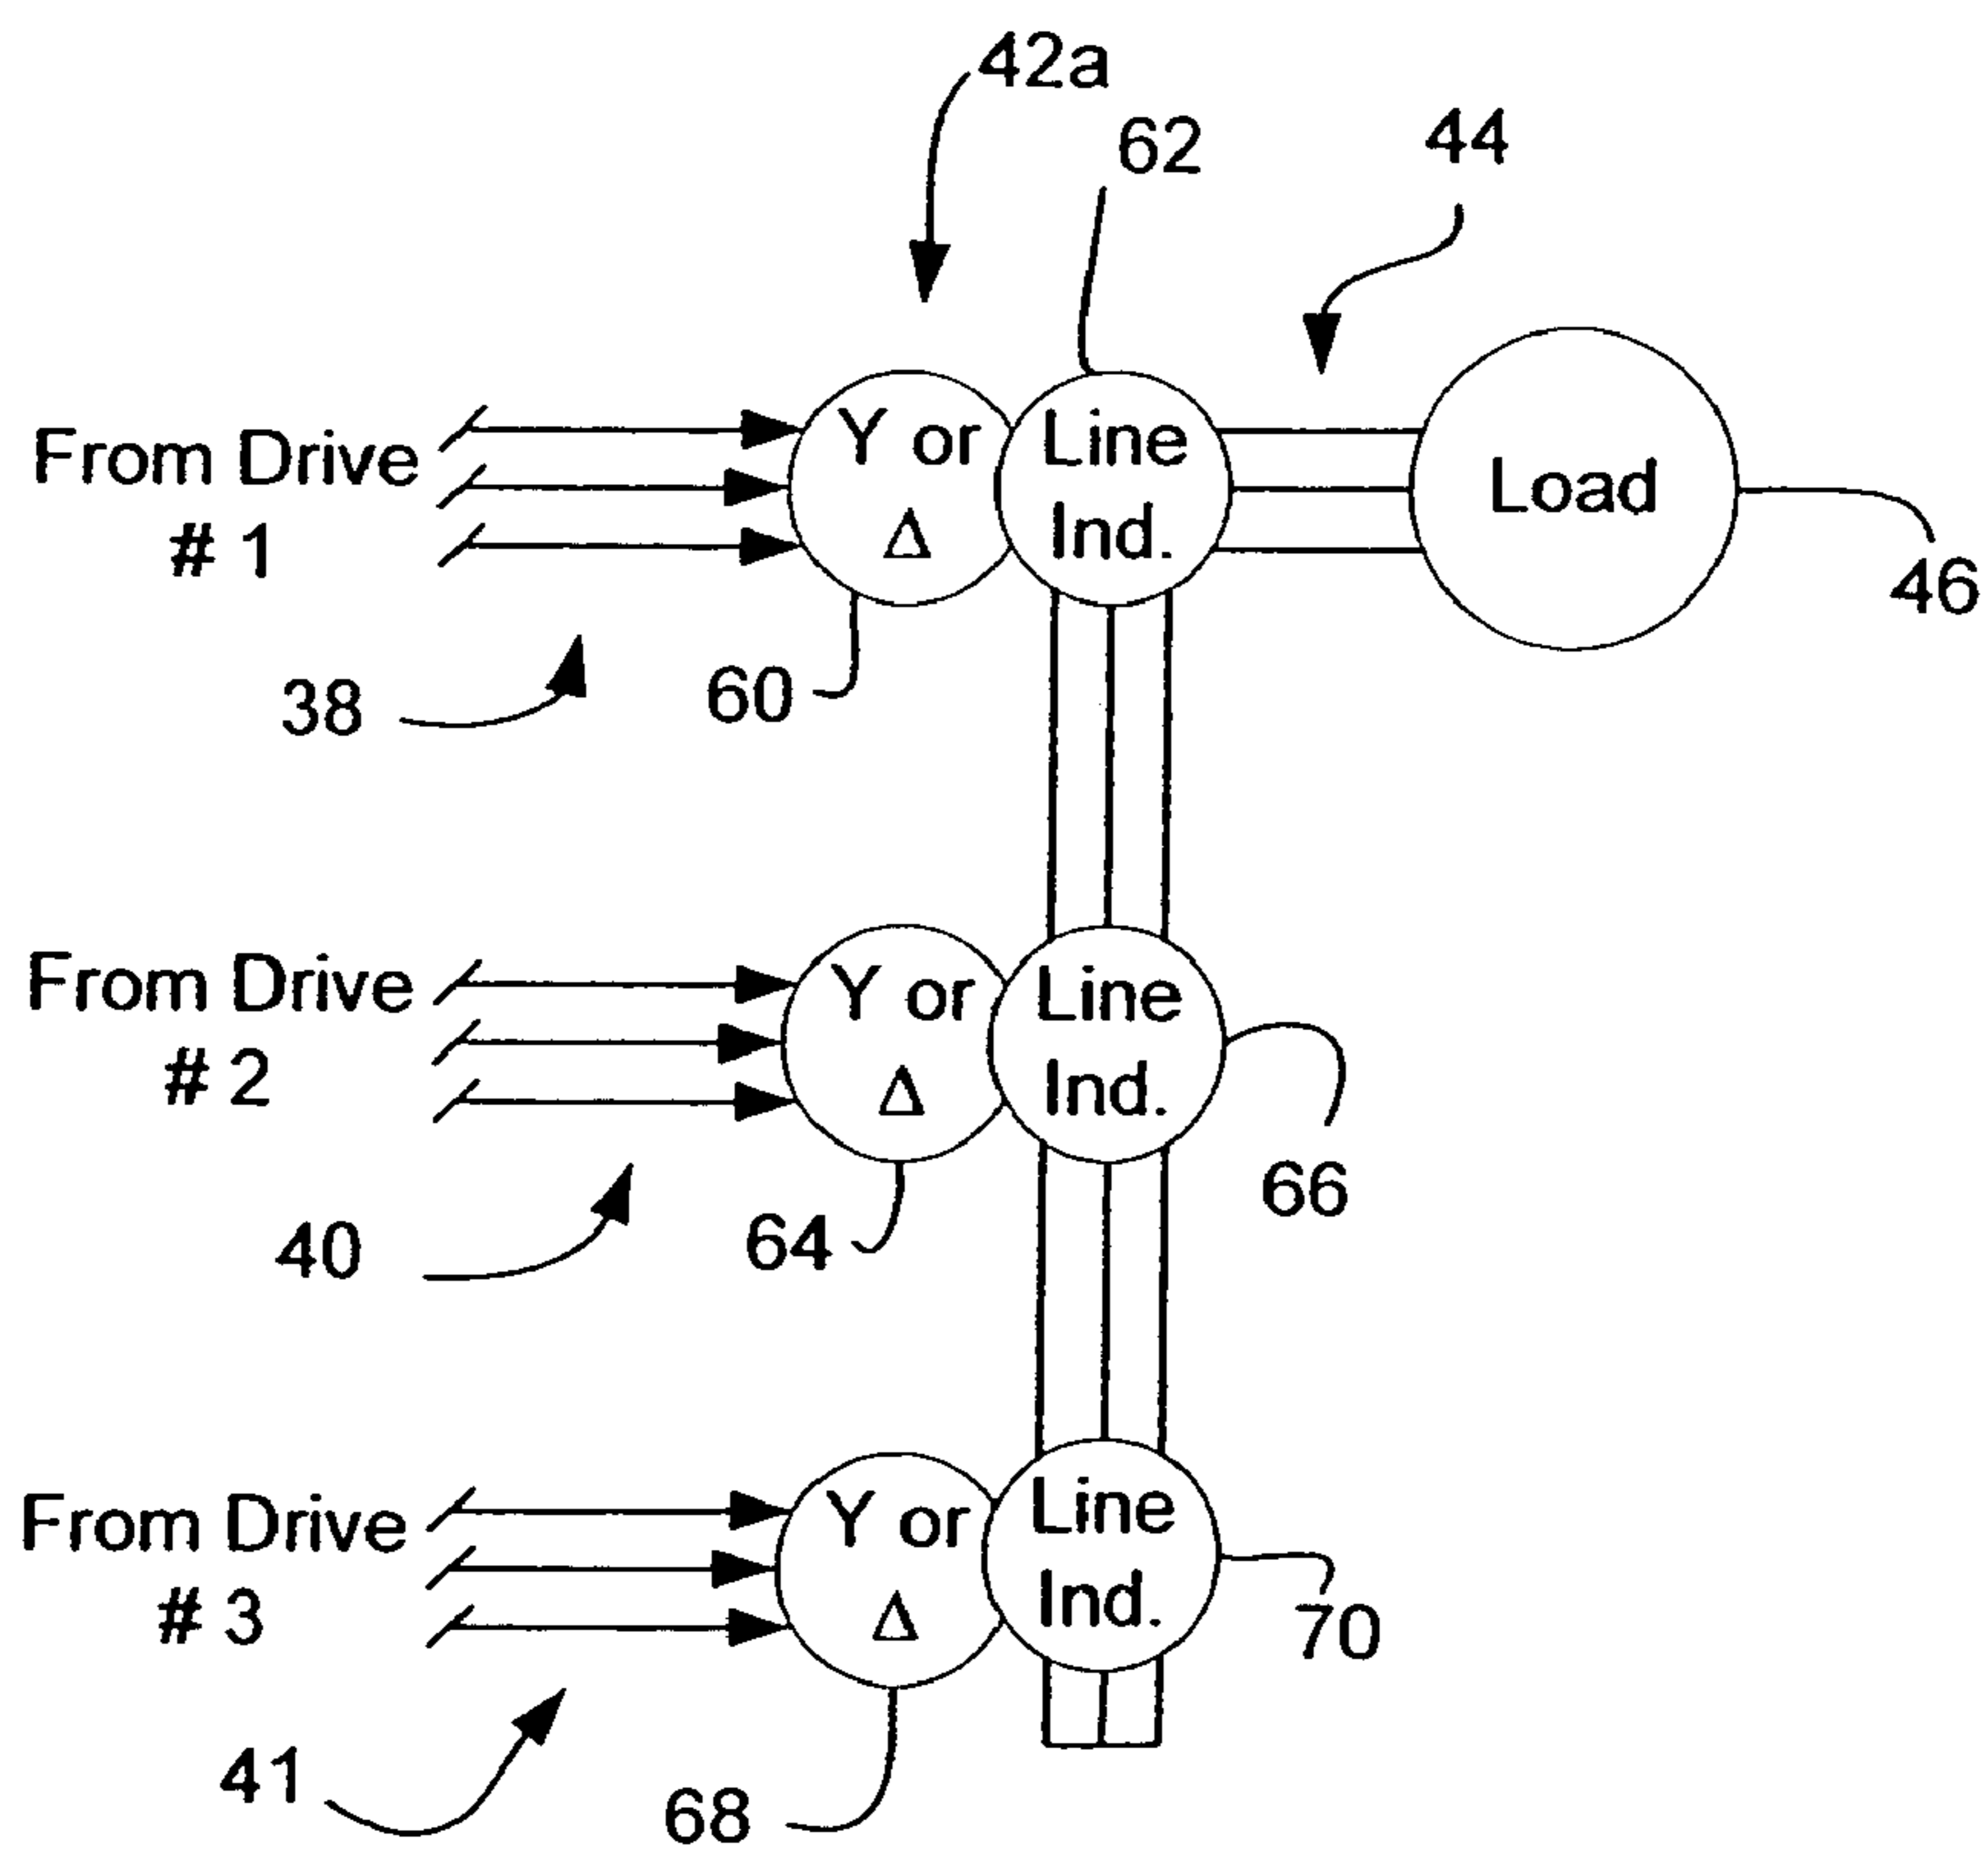 42a
62
44
From Drive
# 1
Y or
Δ
Line
Ind.
Load
46
38
60
From Drive
# 2
Y or
Δ
Line
Ind.
66
40
64
From Drive
# 3
Y or
Δ
Line
Ind.
70
41
68